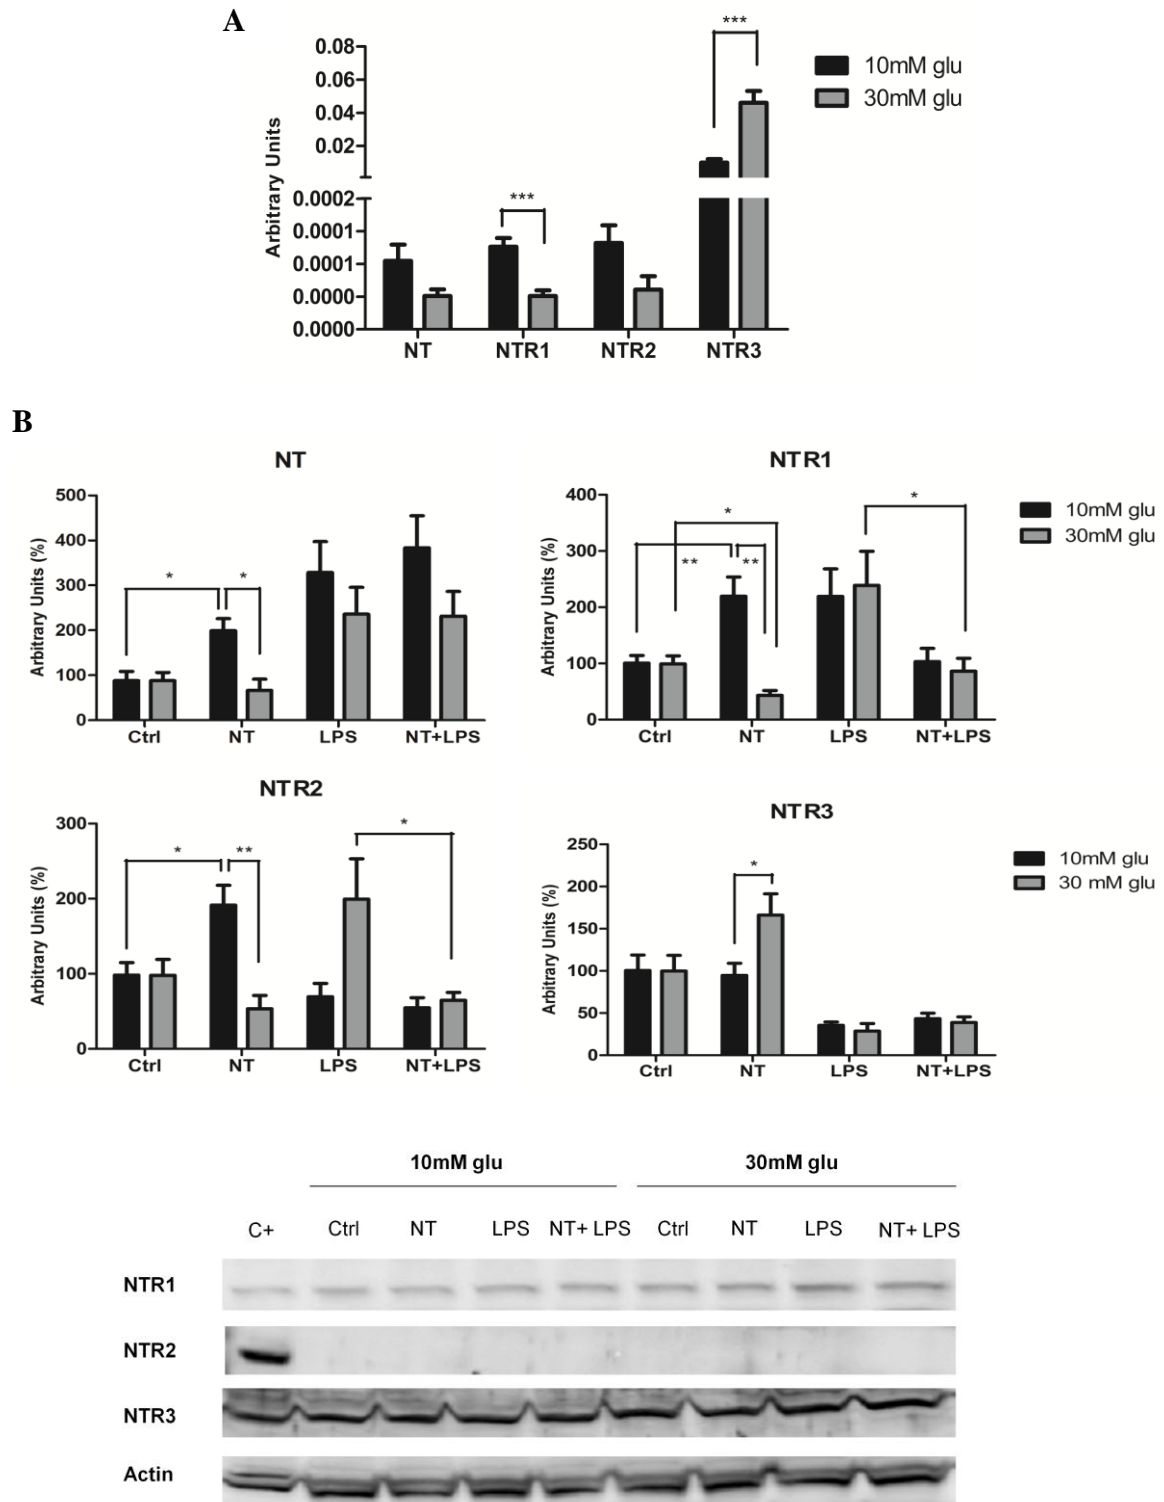 A
***
0.08
0.06
0.04
0.02
0.0002
0.0001
0.0001
0.0000
0.0000
Arbitrary Units
***
10mM glu
30mM glu
NT NTR1 NTR2 NTR3
B
NT
500
400
300
200
100
0
Arbitrary Units (%)
* *
Ctrl NT LPS NT+LPS
NTR1
400
300
200
100
0
Arbitrary Units (%)
*
*
** **
10mM glu
30mM glu
Ctrl NT LPS NT+LPS
NTR2
300
200
100
0
Arbitrary Units (%)
*
* **
Ctrl NT LPS NT+LPS
NTR3
250
200
150
100
50
0
Arbitrary Units (%)
*
10mM glu
30 mM glu
Ctrl NT LPS NT+LPS
10mM glu 30mM glu
C+ Ctrl NT LPS NT+ LPS Ctrl NT LPS NT+ LPS
NTR1
NTR2
NTR3
Actin